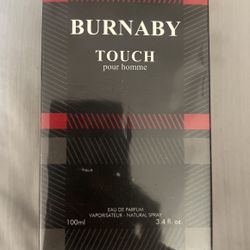 BURNABY
TOUCH
pour homme
EAU DE PARFUM
VAPORISATEUR - NATURAL SPRAY
100ml 3.4 fl. oz.